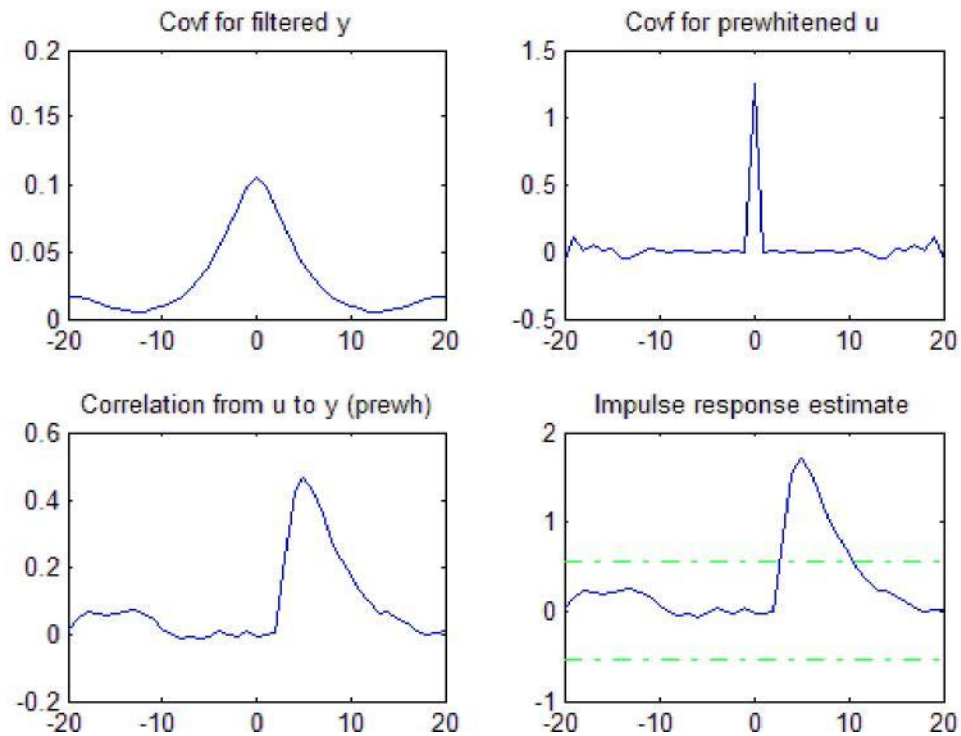 Covf for filtered y
0.2
0.15
0.1
0.05
0
-20 -10 0 10 20
Covf for prewhitened u
1.5
1
0.5
0
-0.5
-20 -10 0 10 20
Correlation from u to y (prewh)
0.6
0.4
0.2
0
-0.2
-20 -10 0 10 20
Impulse response estimate
2
1
0
-1
-20 -10 0 10 20